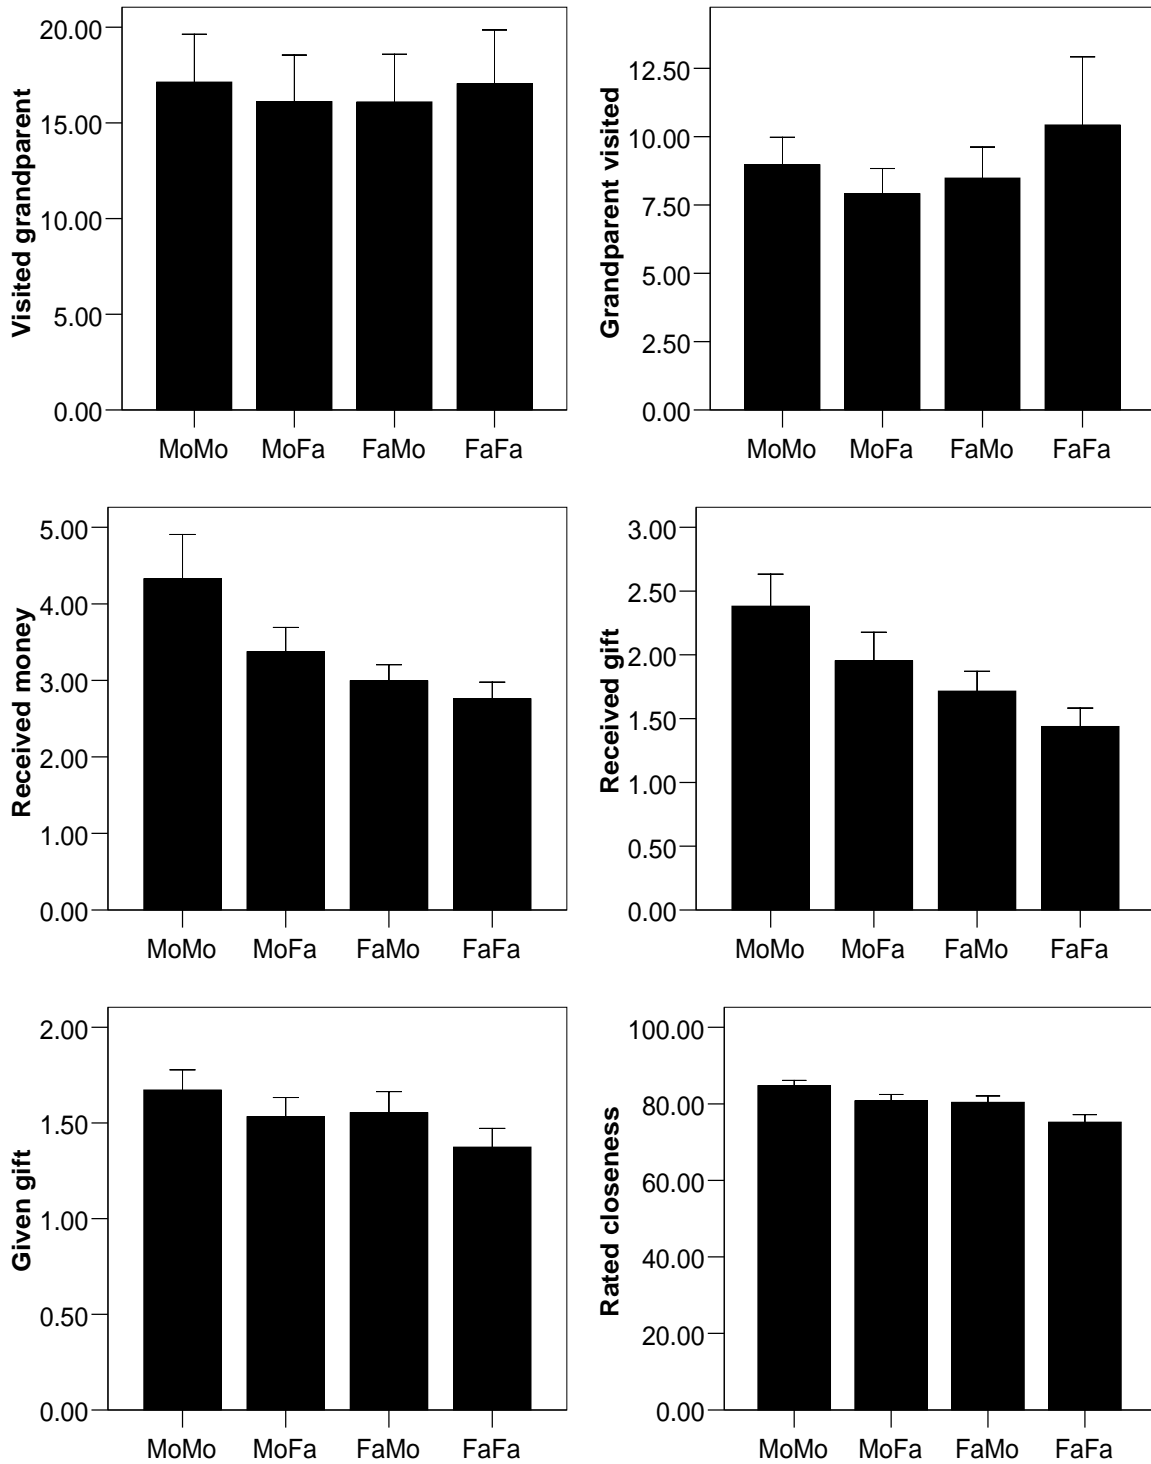 Visited grandparent
20.00
15.00
10.00
5.00
0.00
MoMo MoFa FaMo FaFa
Grandparent visited
12.50
10.00
7.50
5.00
2.50
0.00
MoMo MoFa FaMo FaFa
Received money
5.00
4.00
3.00
2.00
1.00
0.00
MoMo MoFa FaMo FaFa
Received gift
3.00
2.50
2.00
1.50
1.00
0.50
0.00
MoMo MoFa FaMo FaFa
Given gift
2.00
1.50
1.00
0.50
0.00
MoMo MoFa FaMo FaFa
Rated closeness
100.00
80.00
60.00
40.00
20.00
0.00
MoMo MoFa FaMo FaFa